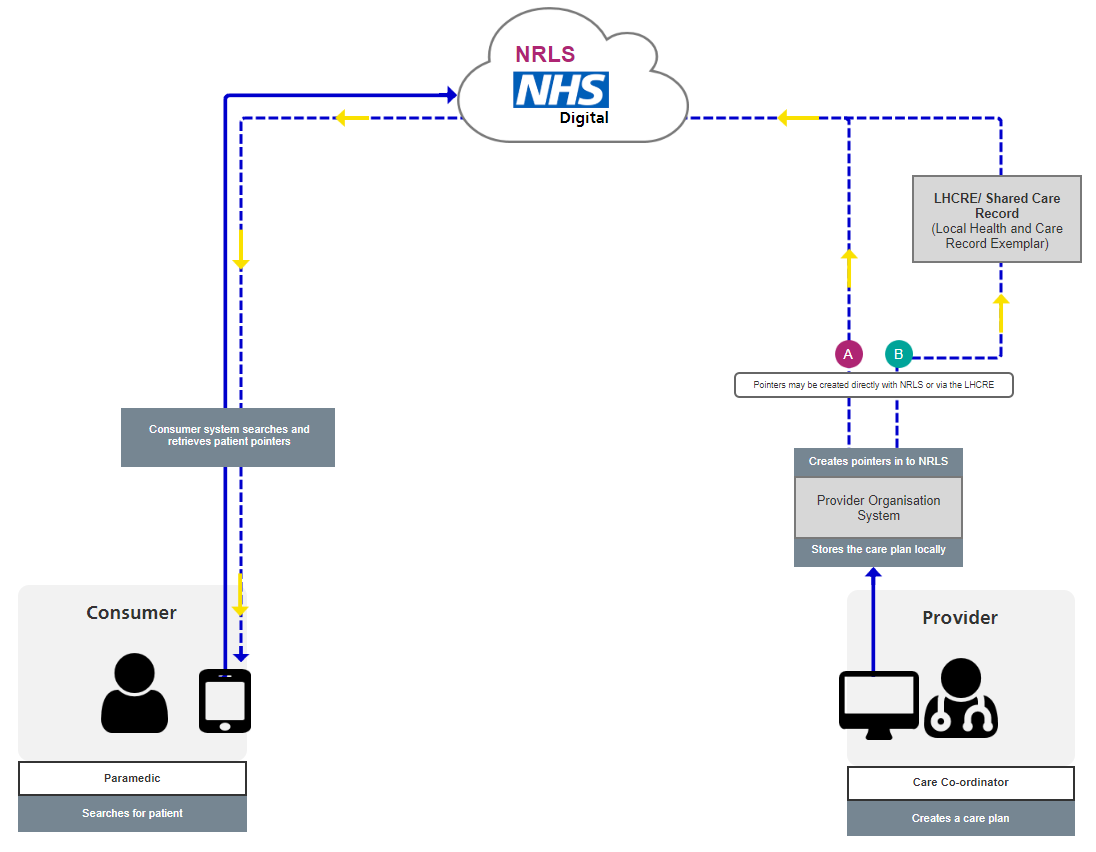 NRLS
NHS
Digital
LHCRE/ Shared Care
Record
(Local Health and Care
Record Exemplar)
A
B
Pointers may be created directly with NRLS or via the LHCRE
Consumer system searches and
retrieves patient pointers
Creates pointers in to NRLS
Provider Organisation
System
Stores the care plan locally
Consumer
Provider
Paramedic
Searches for patient
Care Co-ordinator
Creates a care plan